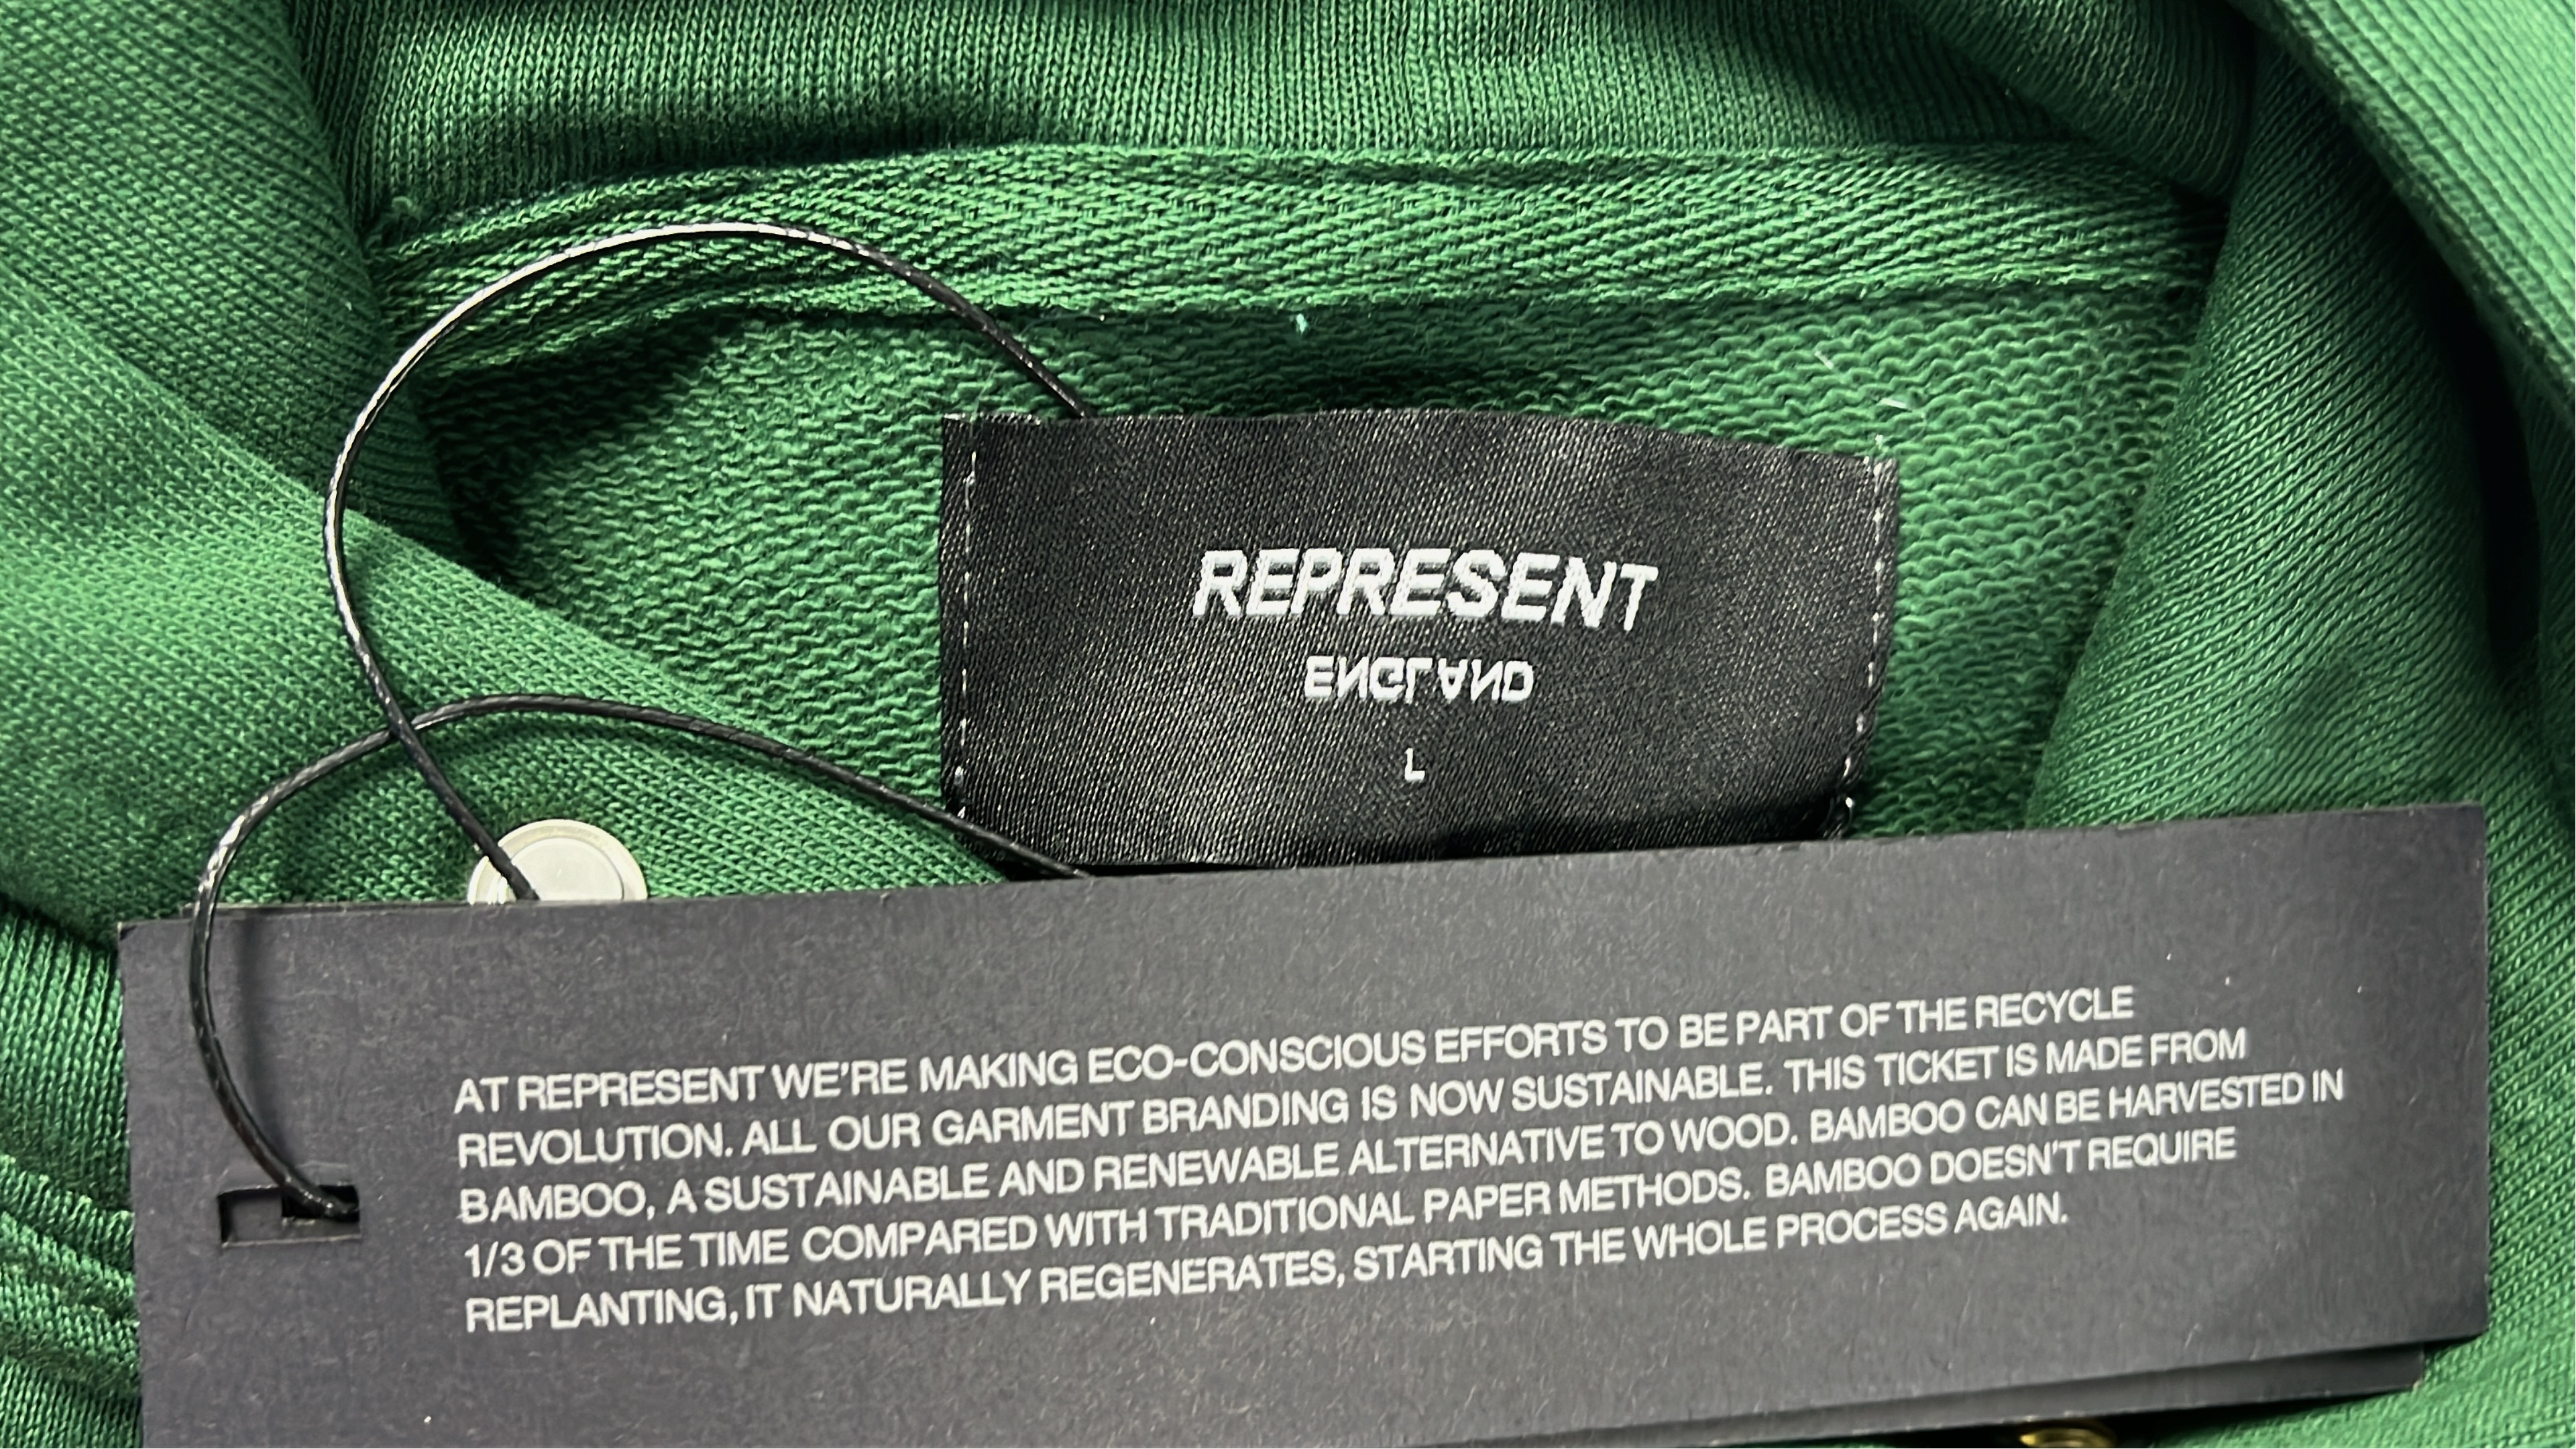 REPRESENT
ENGLAND
L
AT REPRESENT WE'RE MAKING ECO-CONSCIOUS EFFORTS TO BE PART OF THE RECYCLE
REVOLUTION. ALL OUR GARMENT BRANDING IS NOW SUSTAINABLE. THIS TICKET IS MADE FROM
BAMBOO, A SUSTAINABLE AND RENEWABLE ALTERNATIVE TO WOOD. BAMBOO CAN BE HARVESTED IN
1/3 OF THE TIME COMPARED WITH TRADITIONAL PAPER METHODS. BAMBOO DOESN'T REQUIRE
REPLANTING, IT NATURALLY REGENERATES, STARTING THE WHOLE PROCESS AGAIN.